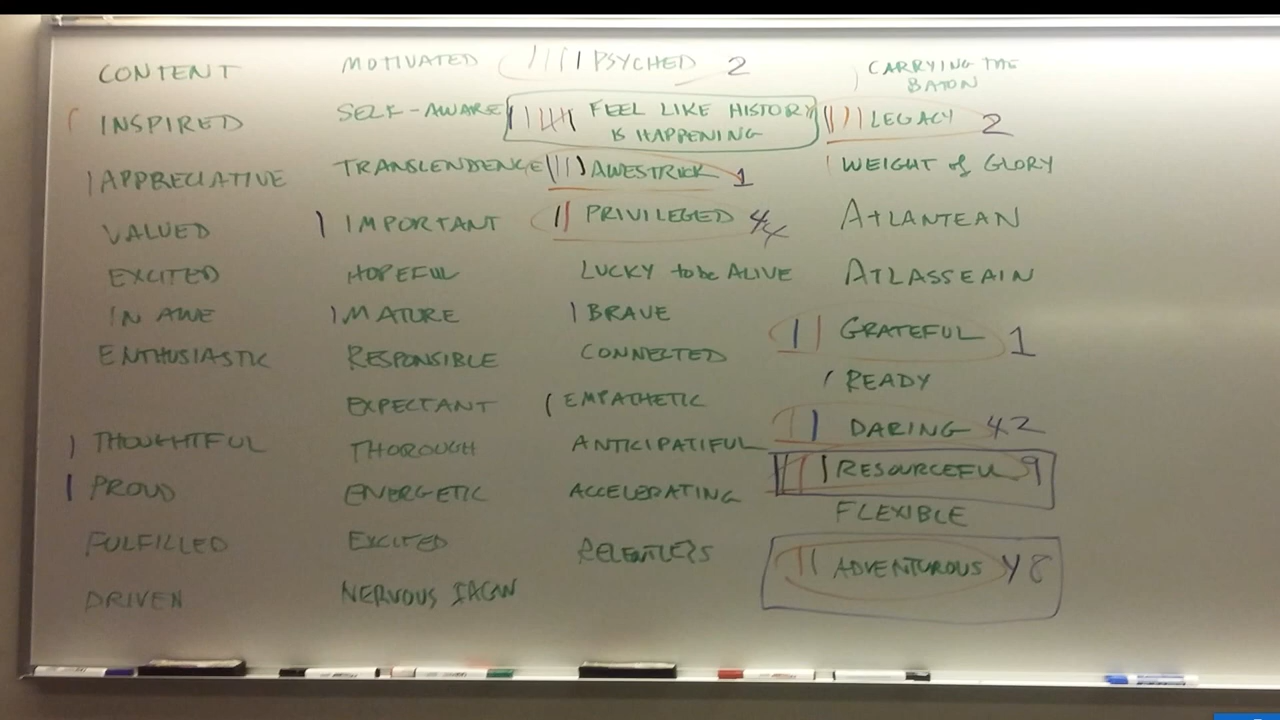 CONTENT
INSPIRED
APPRECIATIVE
VALUED
EXCITED
IN AWE
ENTHUSIASTIC
THOUGHTFUL
PROUD
FULFILLED
DRIVEN
MOTIVATED
SELF-AWARE
TRANSCENDENCE
IMPORTANT
HOPEFUL
MATURE
RESPONSIBLE
EXPECTANT
THOROUGH
ENERGETIC
EXCITED
NERVOUS
PSYCHED 2
FEEL LIKE HISTORY
IS HAPPENING
AWESTRUCK 1
PRIVILEGED 4
LUCKY to be ALIVE
BRAVE
CONNECTED
EMPATHETIC
ANTICIPATIFUL
ACCELERATING
RELENTLESS
CARRYING THE
BATON
LEGACY 2
WEIGHT of GLORY
ATLANTEAN
ATLASSEAIN
GRATEFUL 1
READY
DARING 42
RESOURCEFUL 9
FLEXIBLE
ADVENTUROUS 8